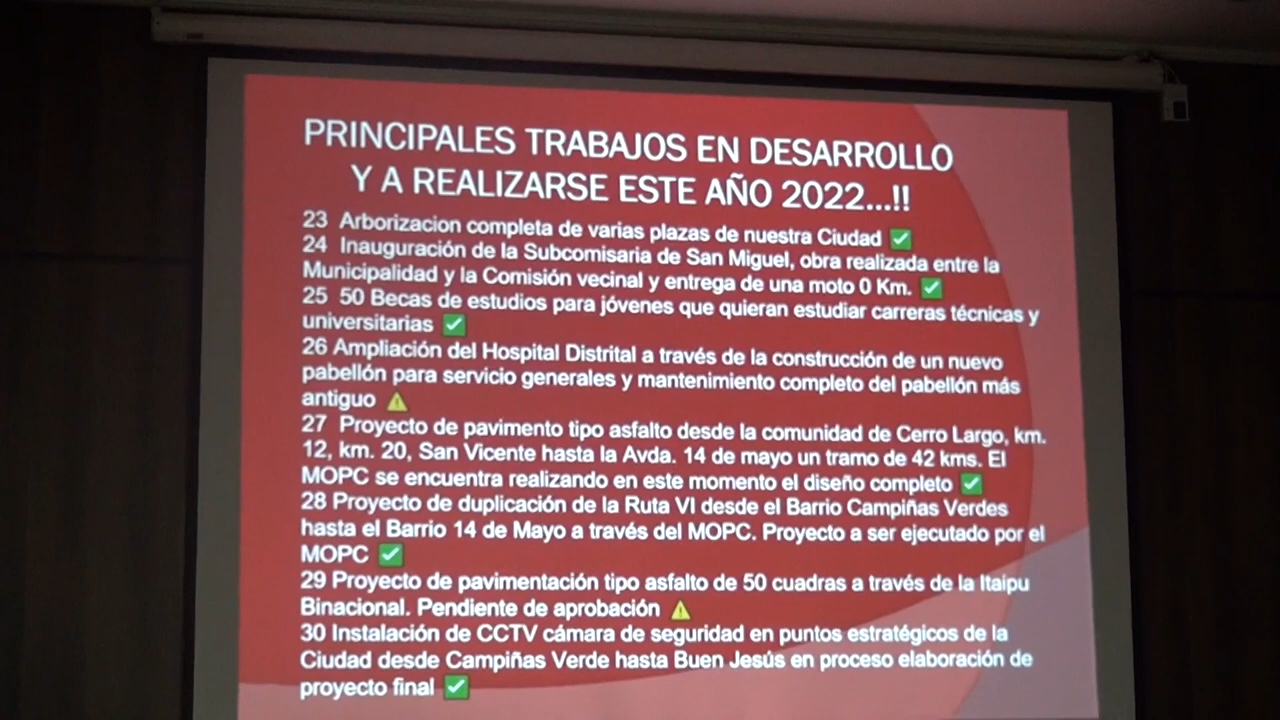 PRINCIPALES TRABAJOS EN DESARROLLO
Y A REALIZARSE ESTE AÑO 2022...!!
23 Arborizacion completa de varias plazas de nuestra Ciudad ✅
24 Inauguración de la Subcomisaria de San Miguel, obra realizada entre la
Municipalidad y la Comisión vecinal y entrega de una moto 0 Km. ✅
25 50 Becas de estudios para jóvenes que quieran estudiar carreras técnicas y
universitarias ✅
26 Ampliación del Hospital Distrital a través de la construcción de un nuevo
pabellón para servicio generales y mantenimiento completo del pabellón más
antiguo ⚠️
27 Proyecto de pavimento tipo asfalto desde la comunidad de Cerro Largo, km.
12, km. 20, San Vicente hasta la Avda. 14 de mayo un tramo de 42 kms. El
MOPC se encuentra realizando en este momento el diseño completo ✅
28 Proyecto de duplicación de la Ruta VI desde el Barrio Campiñas Verdes
hasta el Barrio 14 de Mayo a través del MOPC. Proyecto a ser ejecutado por el
MOPC ✅
29 Proyecto de pavimentación tipo asfalto de 50 cuadras a través de la Itaipu
Binacional. Pendiente de aprobación ⚠️
30 Instalación de CCTV cámara de seguridad en puntos estratégicos de la
Ciudad desde Campiñas Verde hasta Buen Jesús en proceso elaboración de
proyecto final ✅